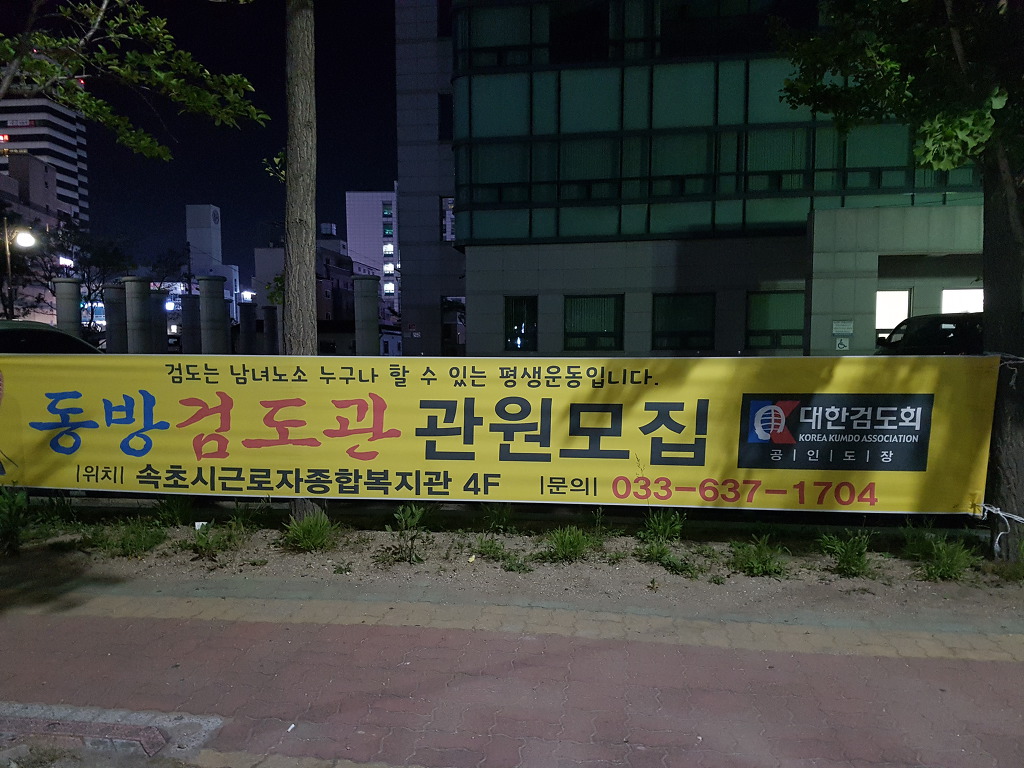 검도는 남녀노소 누구나 할 수 있는 평생운동입니다.
동방검도관 관원모집
|위치| 속초시근로자종합복지관 4F |문의| 033-637-1704
대한검도회
KOREA KUMDO ASSOCIATION
공|인|도|장